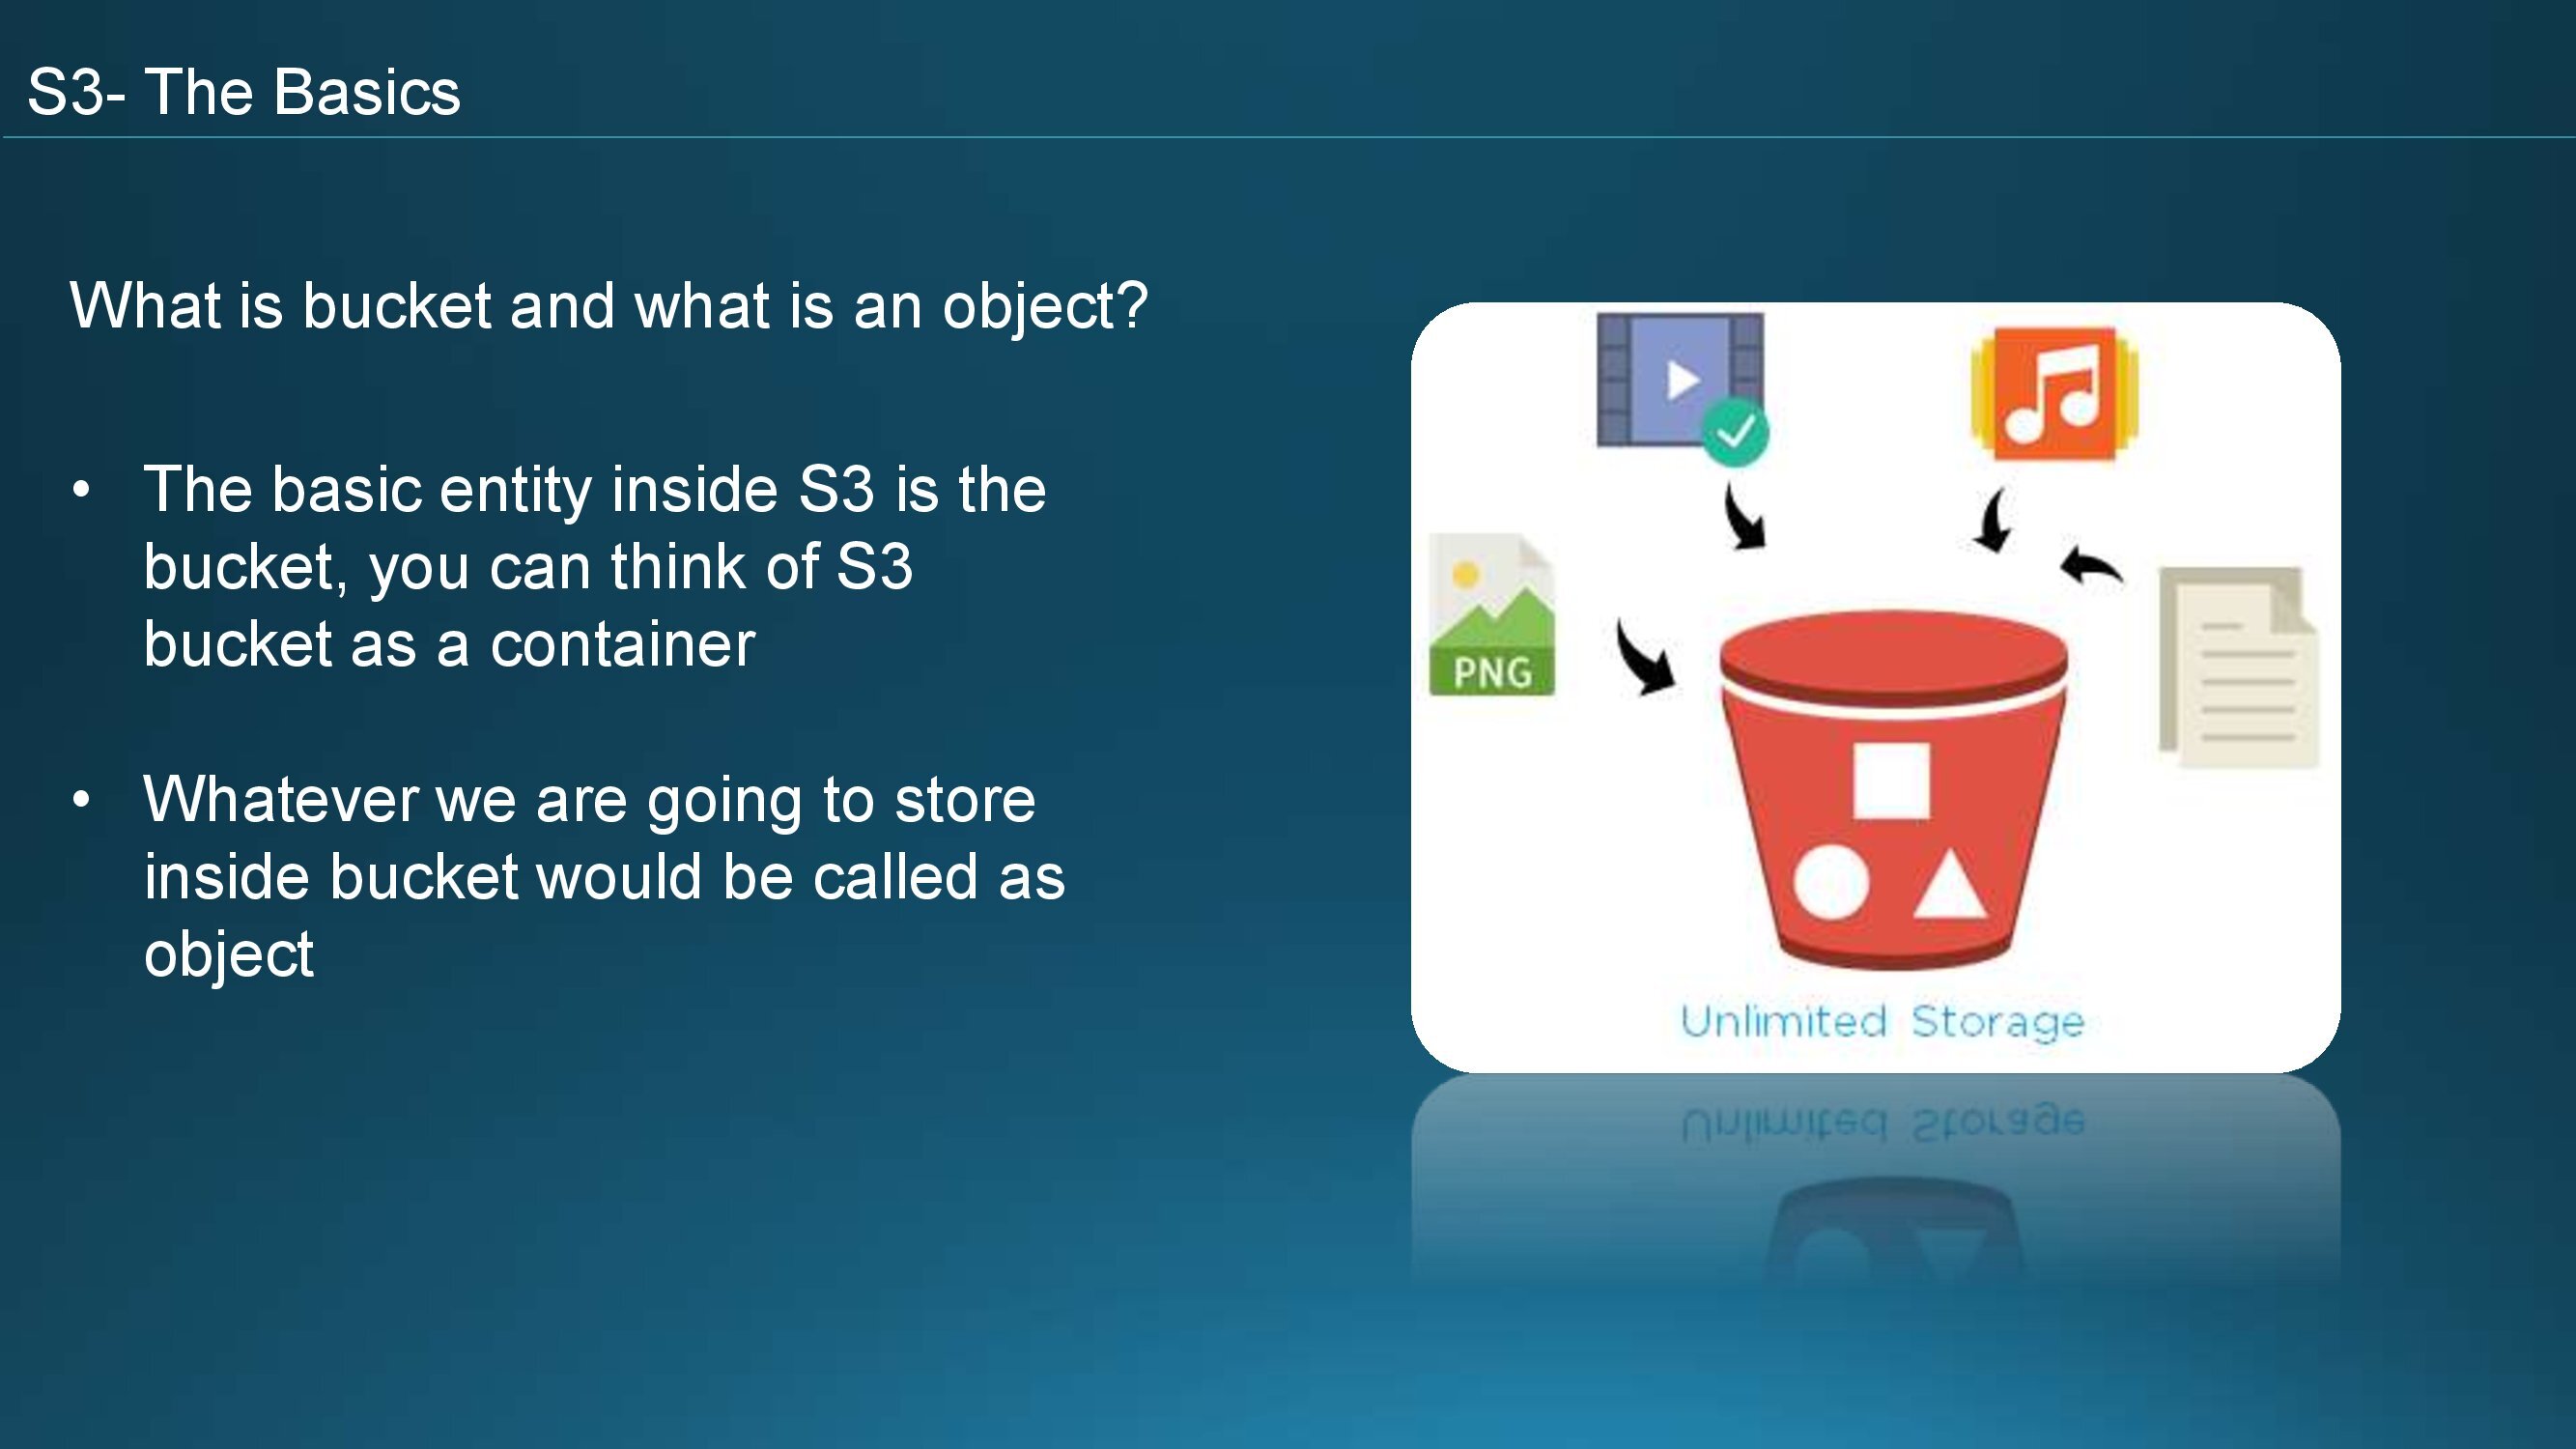 S3- The Basics
What is bucket and what is an object?
• The basic entity inside S3 is the
bucket, you can think of S3
bucket as a container
• Whatever we are going to store
inside bucket would be called as
object
PNG
Unlimited Storage